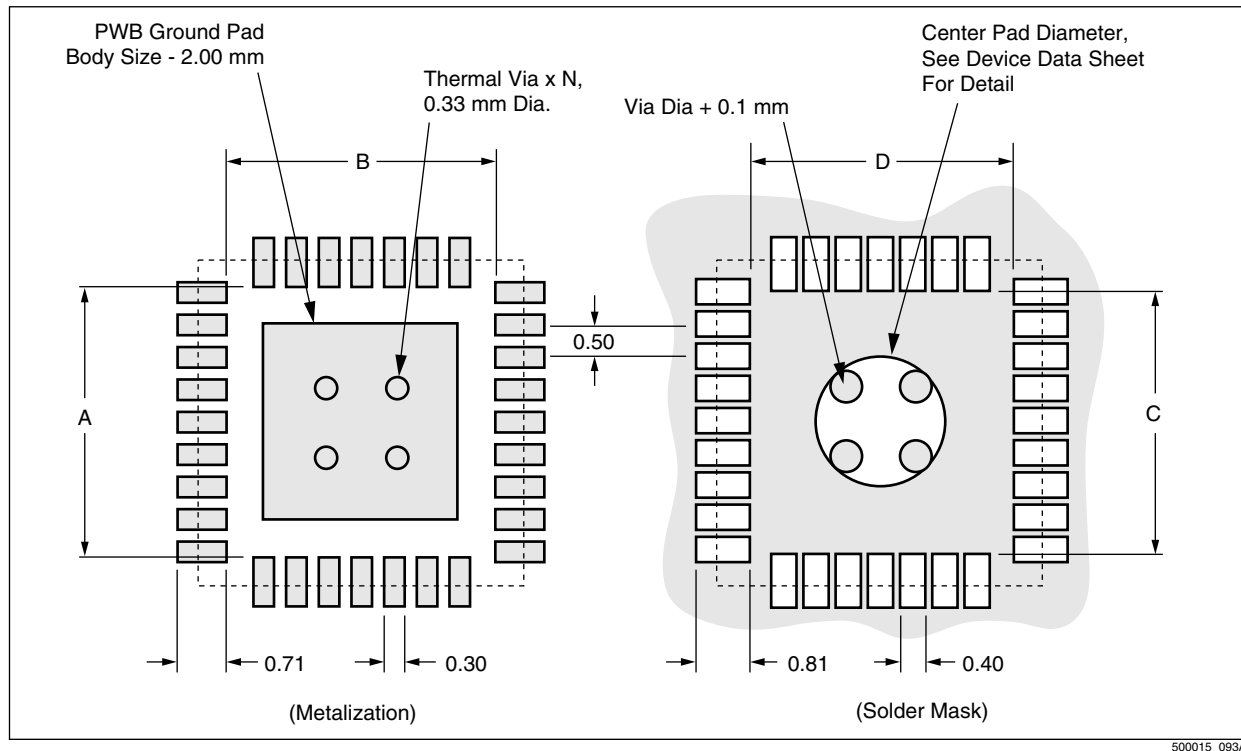 PWB Ground Pad
Body Size - 2.00 mm
Thermal Via x N,
0.33 mm Dia.
Via Dia + 0.1 mm
Center Pad Diameter,
See Device Data Sheet
For Detail
B
D
A
0.50
C
0.71
0.30
0.81
0.40
(Metalization)
(Solder Mask)